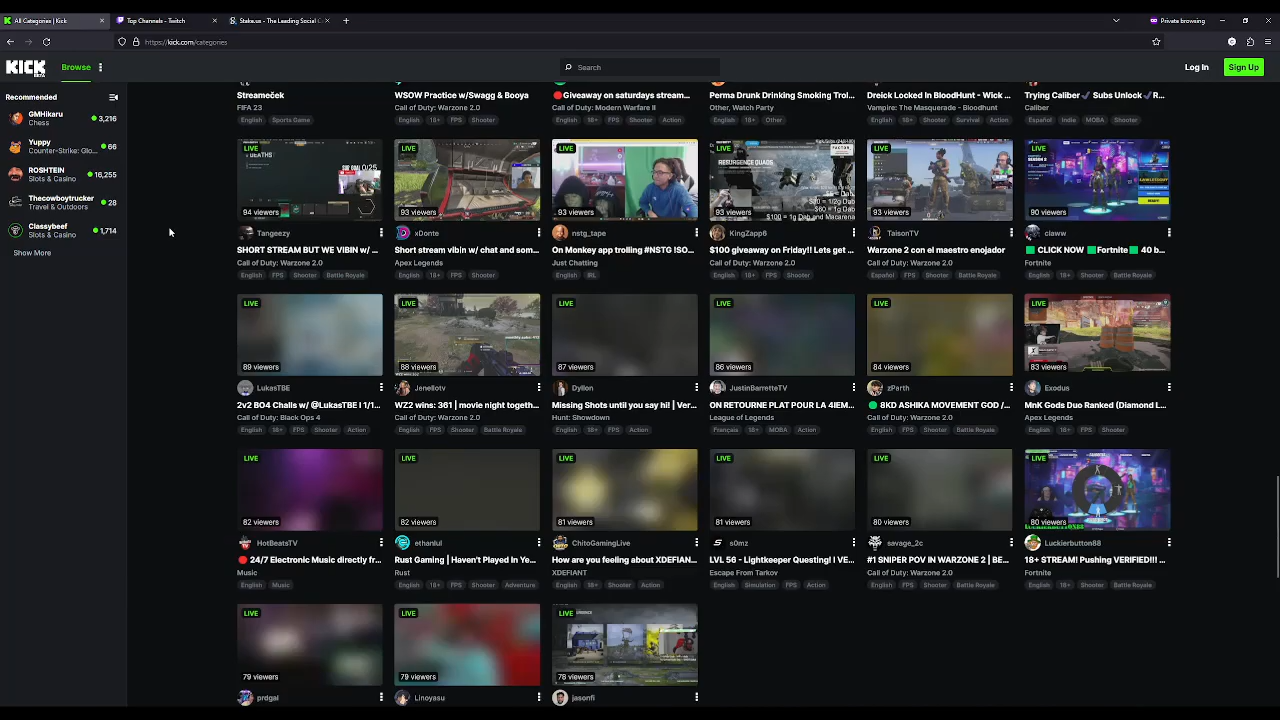 All Categories | Kick
Top Channels - Twitch
Stake.us - The Leading Social C
Private browsing
https://kick.com/categories
KICK
BETA
Browse
Search
Log In
Sign Up
Recommended
GMHikaru
Chess
3,216
Yuppy
Counter-Strike: Glo...
66
ROSHTEIN
Slots & Casino
16,255
Thecowboytrucker
Travel & Outdoors
28
Classybeef
Slots & Casino
1,714
Show More
Streameček
WSOW Practice w/Swagg & Booya
Giveaway on saturdays stream...
Perma Drunk Drinking Smoking Trol...
Dreick Locked In BloodHunt - Wick ...
Trying Caliber ✔ Subs Unlock ✔ R...
FIFA 23
Call of Duty: Warzone 2.0
Call of Duty: Modern Warfare II
Other, Watch Party
Vampire: The Masquerade - Bloodhunt
Caliber
English Sports Game
English 18+ FPS Shooter
English 18+ FPS Shooter Action
English 18+ Other
English 18+ Shooter Survival Action
Español Indie MOBA Shooter
LIVE LIVE LIVE LIVE LIVE LIVE
DEATHS
RESURGENCE QUADS
94 viewers
93 viewers
93 viewers
93 viewers
91 viewers
90 viewers
Tangeezy
xDonte
nstg_tape
KingZapp6
TaisonTV
claww
SHORT STREAM BUT WE VIBIN w/ ...
Short stream vibin w/ chat and som...
On Monkey app trolling #NSTG !SO...
$100 giveaway on Friday!! Lets get ...
Warzone 2 con el maestro enojador
CLICK NOW Fortnite 40 b...
Call of Duty: Warzone 2.0
Apex Legends
Just Chatting
Call of Duty: Warzone 2.0
Call of Duty: Warzone 2.0
Fortnite
English FPS Shooter Battle Royale
English 18+ FPS Shooter
English IRL
English 18+ FPS Shooter
Español FPS Shooter Battle Royale
English 18+ Shooter Battle Royale
LIVE LIVE LIVE LIVE LIVE LIVE
89 viewers
88 viewers
87 viewers
86 viewers
84 viewers
83 viewers
LukasTBE
Jenellotv
Dyllon
JustinBarretteTV
zParth
Exodus
2v2 BO4 Challs w/ @LukasTBE I 1/1...
WZ2 wins: 361 | movie night togeth...
Missing Shots until you say hi! | Ver...
ON RETOURNE PLAT POUR LA 4IEM...
8KD ASHIKA MOVEMENT GOD /...
MnK Gods Duo Ranked (Diamond L...
Call of Duty: Black Ops 4
Call of Duty: Warzone 2.0
Hunt: Showdown
League of Legends
Call of Duty: Warzone 2.0
Apex Legends
English 18+ FPS Shooter Action
English FPS Shooter Battle Royale
English 18+ FPS Action
Français 18+ MOBA Action
English FPS Shooter Battle Royale
English 18+ FPS Shooter
LIVE LIVE LIVE LIVE LIVE LIVE
82 viewers
82 viewers
81 viewers
81 viewers
80 viewers
80 viewers
HotBeatsTV
ethanlul
ChitoGamingLive
s0mz
savage_2c
Luckierbutton88
24/7 Electronic Music directly fr...
Rust Gaming | Haven't Played In Ye...
How are you feeling about XDEFIAN...
LVL 56 - Lightkeeper Questing! I VE...
#1 SNIPER POV IN WARZONE 2 | BE...
18+ STREAM! Pushing VERIFIED!!! ...
Music
Rust
XDEFIANT
Escape From Tarkov
Call of Duty: Warzone 2.0
Fortnite
English Music
English 18+ Shooter Adventure
English 18+ Shooter Action
English Simulation FPS Action
English FPS Shooter Battle Royale
English 18+ Shooter Battle Royale
LIVE LIVE LIVE
79 viewers
79 viewers
78 viewers
prdgal
Linoyasu
jasonfi